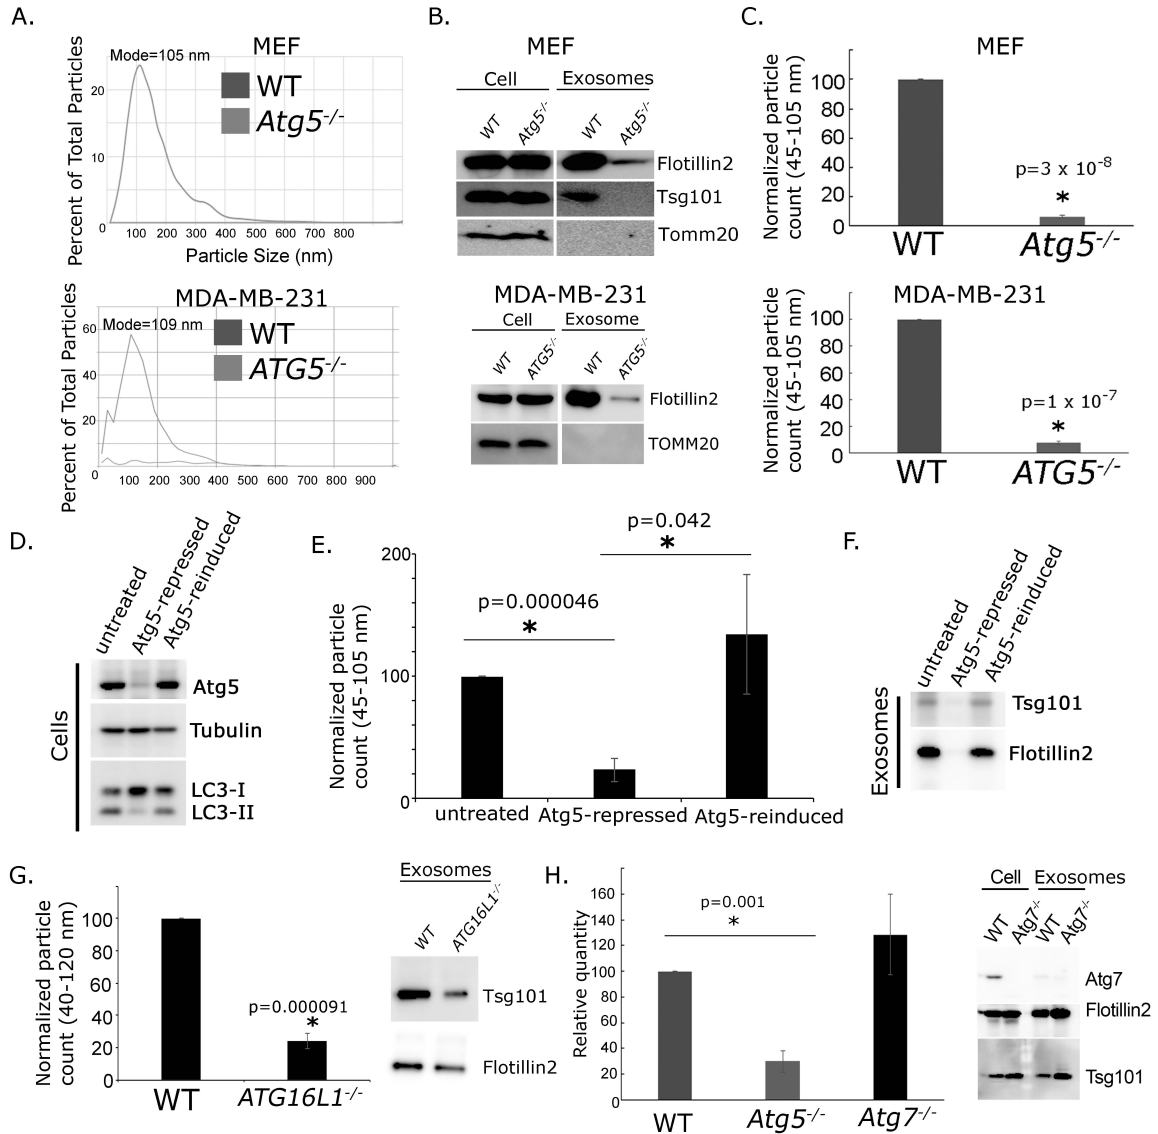 A.
MEF
Mode=105 nm
WT
Atg5-/-
Percent of Total Particles
20
10
0
100 200 300 400 500 600 700 800
Particle Size (nm)
MDA-MB-231
Mode=109 nm
WT
ATG5-/-
Percent of Total Particles
60
40
20
0
100 200 300 400 500 600 700 800 900
B.
MEF
Cell Exosomes
WT Atg5-/- WT Atg5-/-
Flotillin2
Tsg101
Tomm20
MDA-MB-231
Cell Exosome
WT ATG5-/- WT ATG5-/-
Flotillin2
TOMM20
C.
MEF
Normalized particle
count (45-105 nm)
100
80
60
40
20
0
p=3 x 10-8
*
WT Atg5-/-
MDA-MB-231
Normalized particle
count (45-105 nm)
100
80
60
40
20
0
p=1 x 10-7
*
WT ATG5-/-
D.
untreated
Atg5-repressed
Atg5-reinduced
Cells
Atg5
Tubulin
LC3-I
LC3-II
E.
Normalized particle
count (45-105 nm)
200
100
0
p=0.000046
*
p=0.042
*
untreated Atg5-repressed Atg5-reinduced
F.
untreated
Atg5-repressed
Atg5-reinduced
Exosomes
Tsg101
Flotillin2
G.
Normalized particle
count (40-120 nm)
100
80
60
40
20
0
p=0.000091
*
WT ATG16L1-/-
Exosomes
WT ATG16L1-/-
Tsg101
Flotillin2
H.
Relative quantity
160
140
120
100
80
60
40
20
0
p=0.001
*
WT Atg5-/- Atg7-/-
Cell Exosomes
WT Atg7-/- WT Atg7-/-
Atg7
Flotillin2
Tsg101